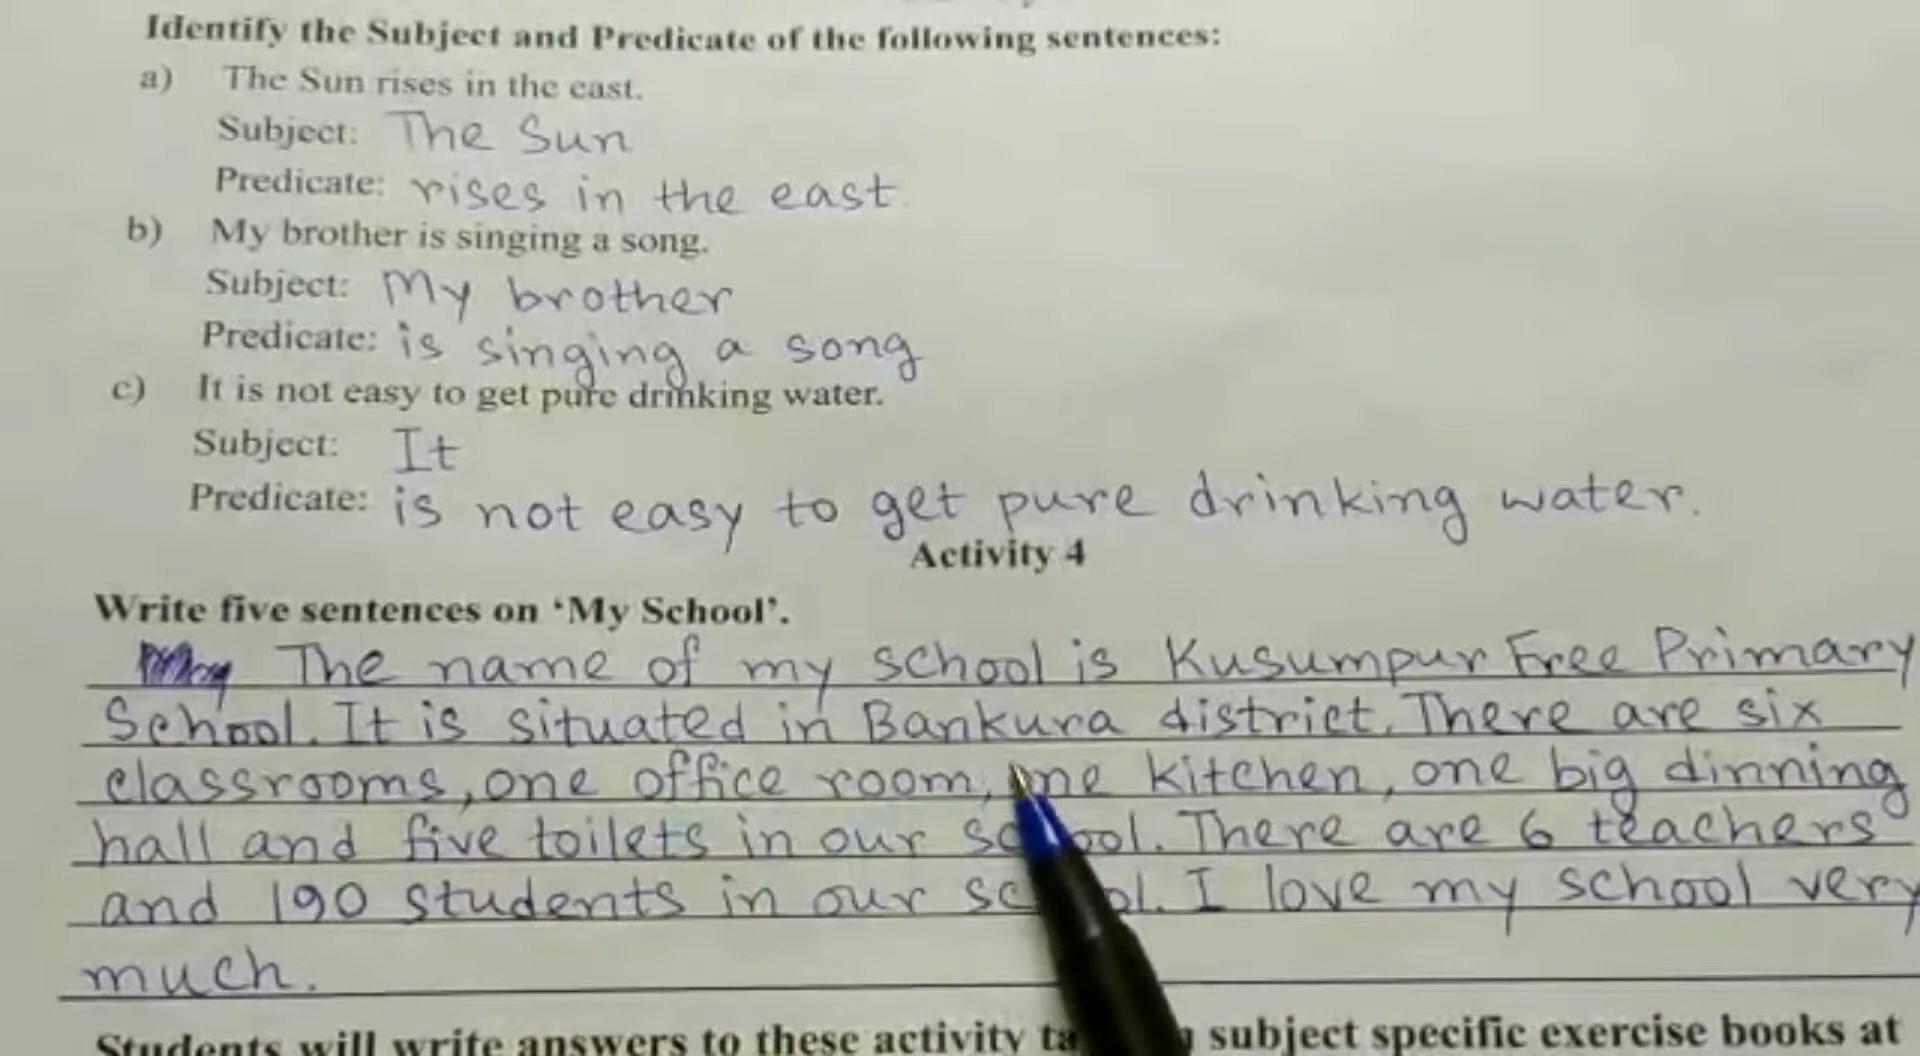 Identify the Subject and Predicate of the following sentences:
a) The Sun rises in the east.
Subject: The Sun
Predicate: rises in the east.
b) My brother is singing a song.
Subject: My brother
Predicate: is singing a song
c) It is not easy to get pure drinking water.
Subject: It
Predicate: is not easy to get pure drinking water.
Activity 4
Write five sentences on ‘My School’.
The name of my school is Kusumpur Free Primary
School. It is situated in Bankura district. There are six
classrooms, one office room, one kitchen, one big dinning
hall and five toilets in our school. There are 6 teachers
and 190 students in our school. I love my school very
much.
Students will write answers to these activity subject specific exercise books at